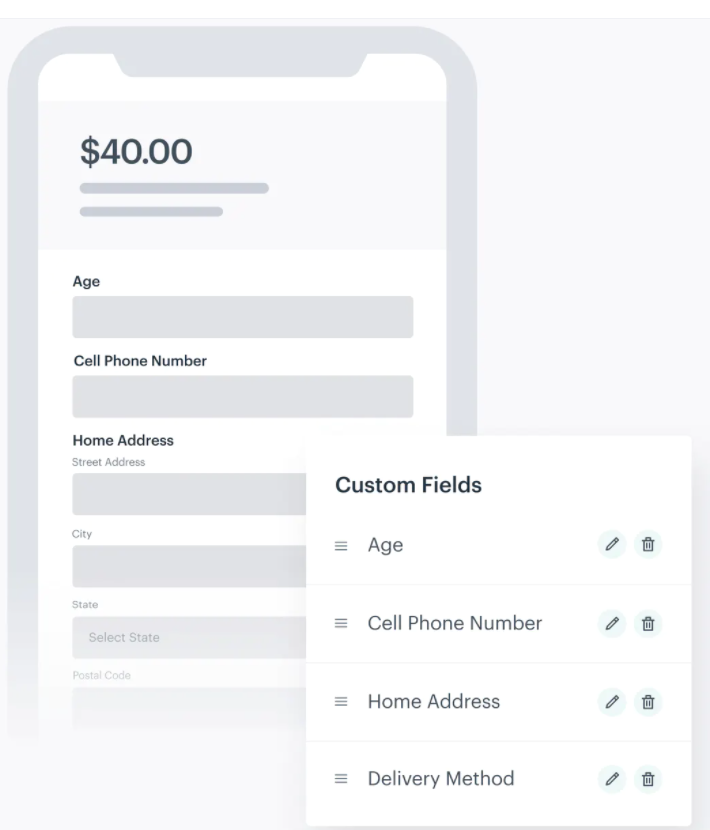 $40.00
Age
Cell Phone Number
Home Address
Street Address
City
State
Select State
Postal Code
Custom Fields
Age
Cell Phone Number
Home Address
Delivery Method